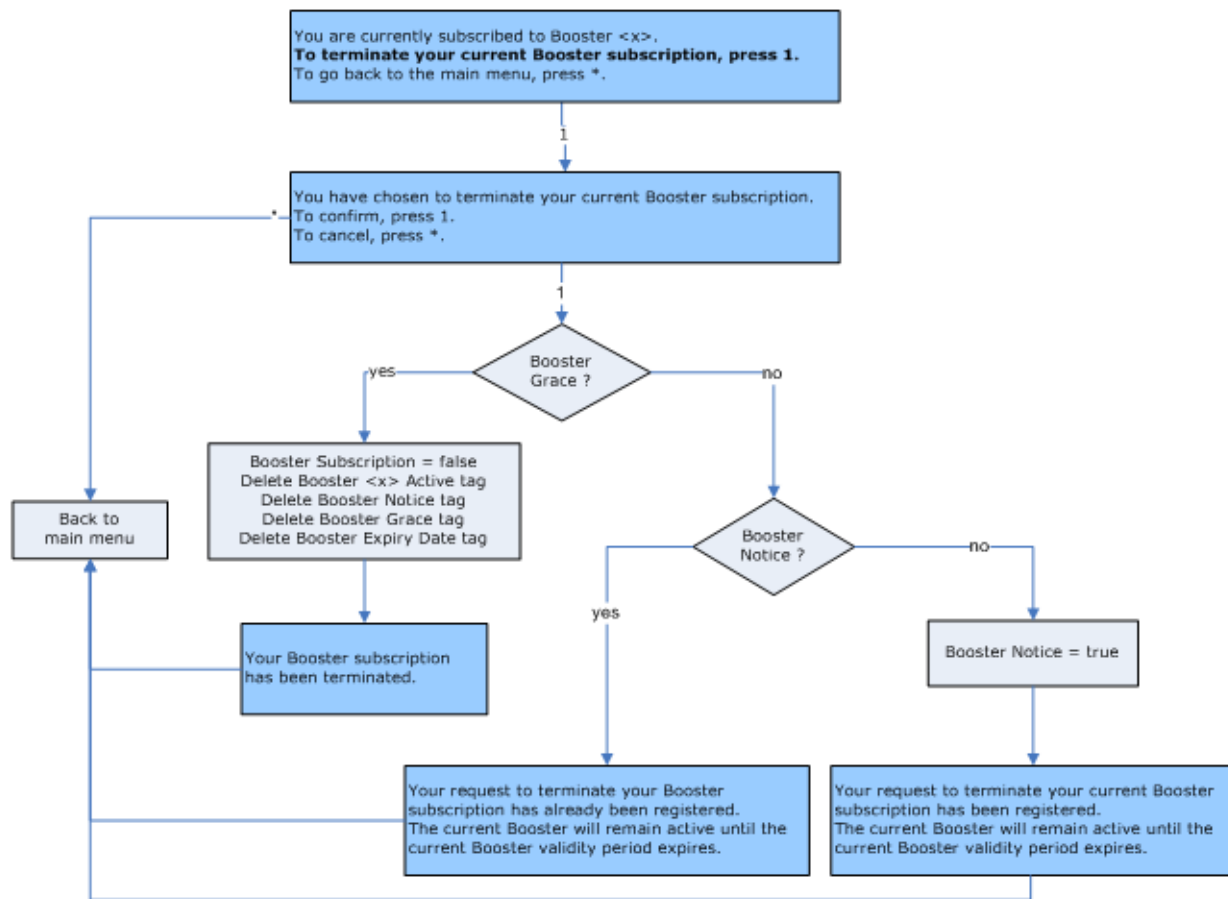 You are currently subscribed to Booster <x>.
To terminate your current Booster subscription, press 1.
To go back to the main menu, press *.
1
You have chosen to terminate your current Booster subscription.
To confirm, press 1.
To cancel, press *.
*
1
Booster
Grace ?
yes
no
Booster Subscription = false
Delete Booster <x> Active tag
Delete Booster Notice tag
Delete Booster Grace tag
Delete Booster Expiry Date tag
Back to
main menu
Booster
Notice ?
yes
no
Your Booster subscription
has been terminated.
Booster Notice = true
Your request to terminate your Booster
subscription has already been registered.
The current Booster will remain active until the
current Booster validity period expires.
Your request to terminate your current Booster
subscription has been registered.
The current Booster will remain active until the
current Booster validity period expires.